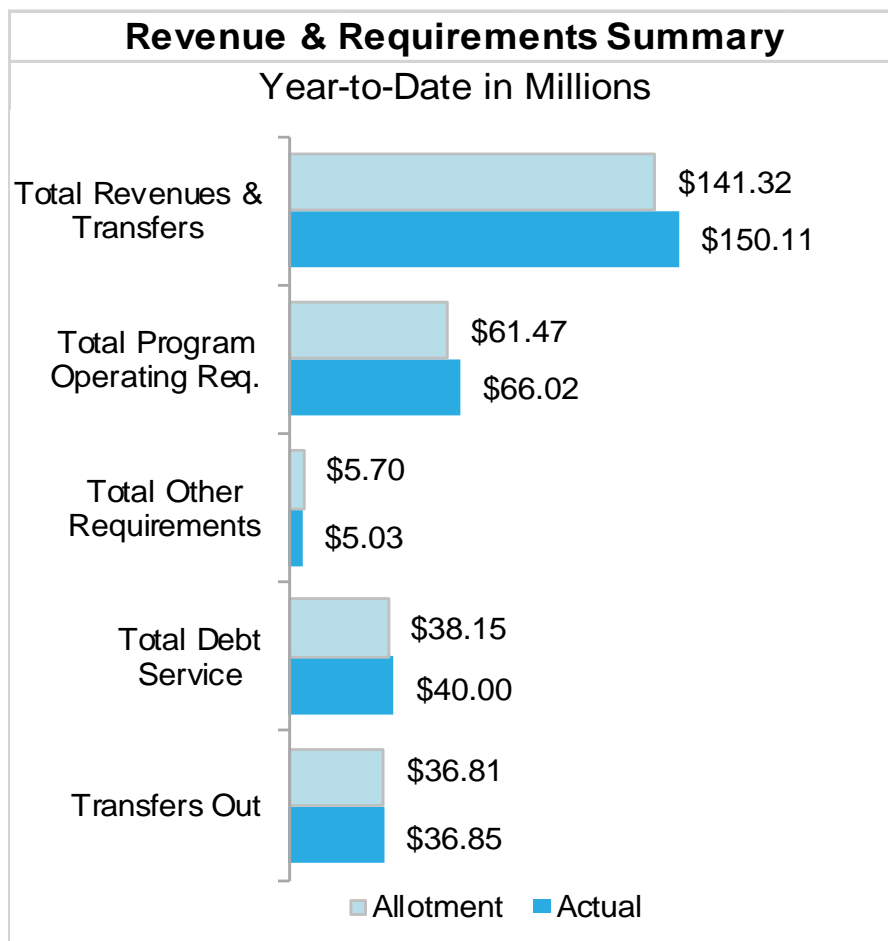 Revenue & Requirements Summary
Year-to-Date in Millions
Total Revenues &
Transfers
$141.32
$150.11
Total Program
Operating Req.
$61.47
$66.02
Total Other
Requirements
$5.70
$5.03
Total Debt
Service
$38.15
$40.00
Transfers Out
$36.81
$36.85
Allotment
Actual